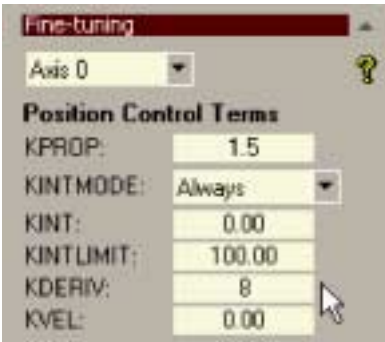 Fine-tuning
Axis 0
Position Control Terms
KPROP: 1.5
KINTMODE: Always
KINT: 0.00
KINTLIMIT: 100.00
KDERIV: 8
KVEL: 0.00